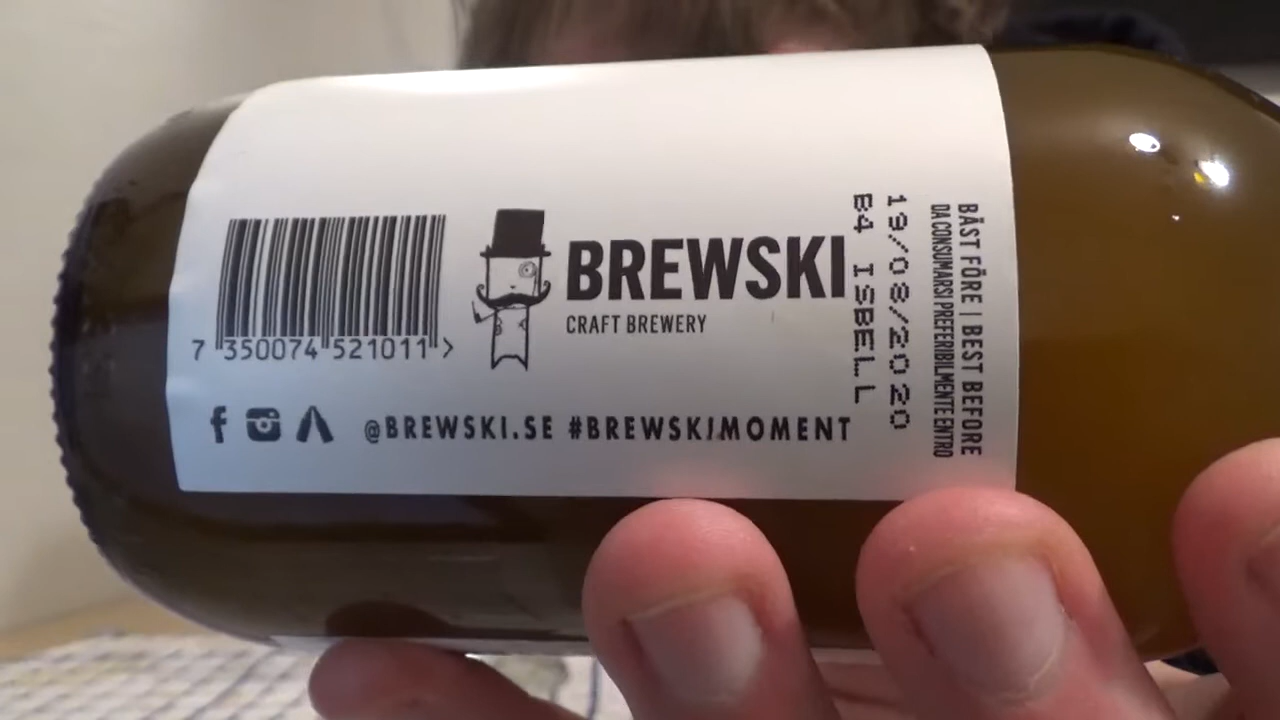 BREWSKI
CRAFT BREWERY
7 350074 521011 >
@BREWSKI.SE #BREWSKIMOMENT
BÄST FÖRE | BEST BEFORE
DA CONSUMARSI PREFERIBILMENTE ENTRO
19/08/2020
B4 ISBELL